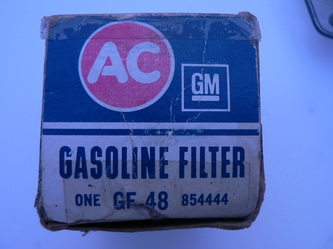 AC
GM
GASOLINE FILTER
ONE GF-48 854444